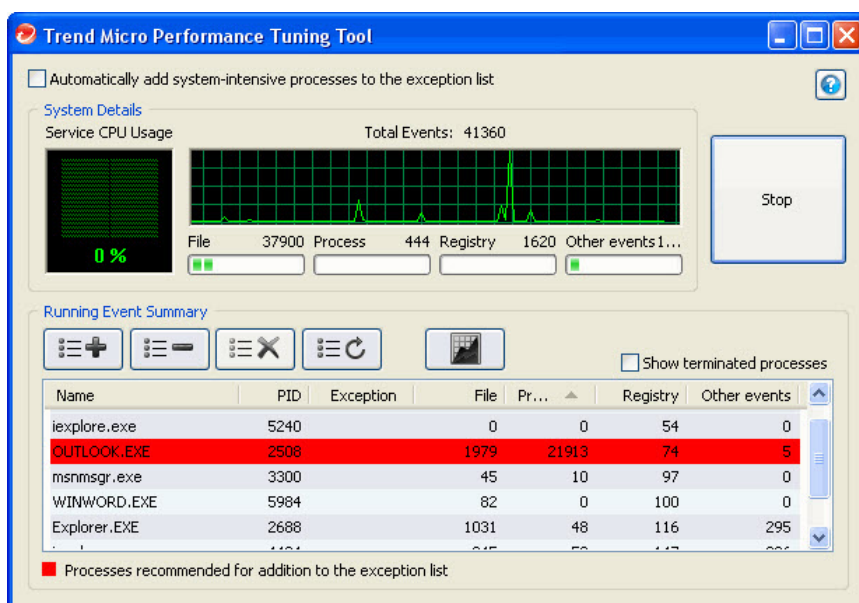 Trend Micro Performance Tuning Tool
Automatically add system-intensive processes to the exception list
System Details
Service CPU Usage
Total Events: 41360
0 %
File 37900 Process 444 Registry 1620 Other events1...
Stop
Running Event Summary
Show terminated processes
Name PID Exception File Pr... Registry Other events
iexplore.exe 5240 0 0 54 0
OUTLOOK.EXE 2508 1979 21913 74 5
msnmsgr.exe 3300 45 10 97 0
WINWORD.EXE 5984 82 0 100 0
Explorer.EXE 2688 1031 48 116 295
Processes recommended for addition to the exception list